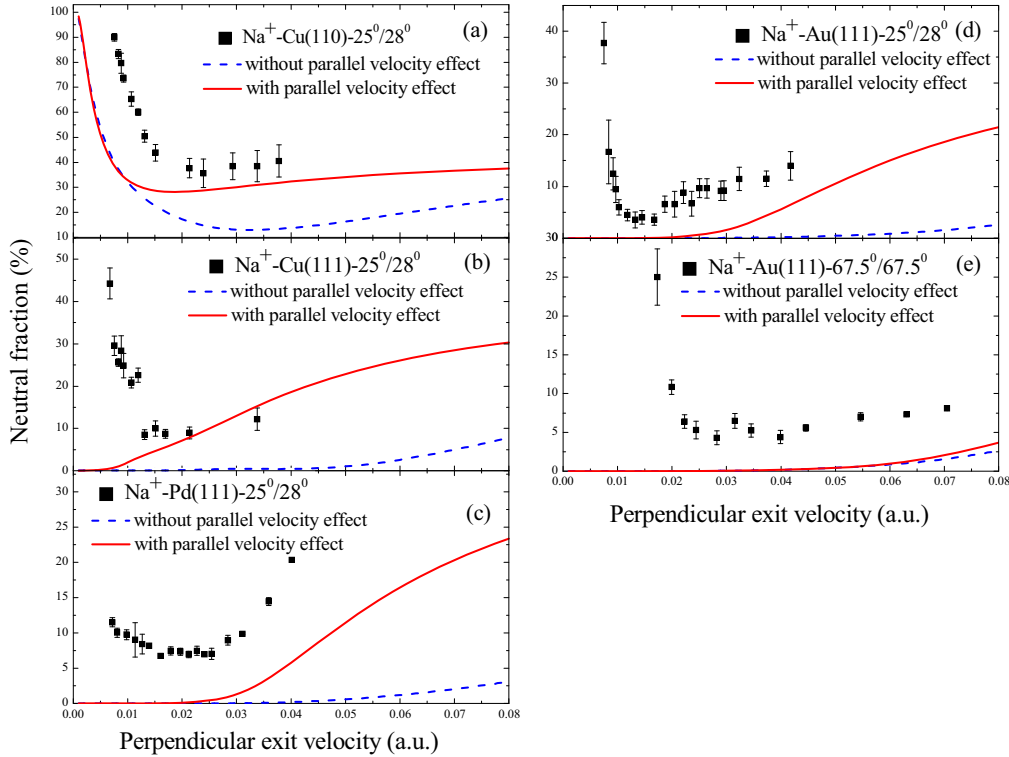 Neutral fraction (%)
Na⁺-Cu(110)-25⁰/28⁰
(a)
without parallel velocity effect
with parallel velocity effect
100
90
80
70
60
50
40
30
20
10
Na⁺-Cu(111)-25⁰/28⁰
(b)
without parallel velocity effect
with parallel velocity effect
50
40
30
20
10
0
Na⁺-Pd(111)-25⁰/28⁰
(c)
without parallel velocity effect
with parallel velocity effect
30
25
20
15
10
5
0
0.00 0.01 0.02 0.03 0.04 0.05 0.06 0.07 0.08
Perpendicular exit velocity (a.u.)
(d)
Na⁺-Au(111)-25⁰/28⁰
without parallel velocity effect
with parallel velocity effect
40
30
20
10
30
Na⁺-Au(111)-67.5⁰/67.5⁰
(e)
without parallel velocity effect
with parallel velocity effect
25
20
15
10
5
0
0.00 0.01 0.02 0.03 0.04 0.05 0.06 0.07 0.08
Perpendicular exit velocity (a.u.)